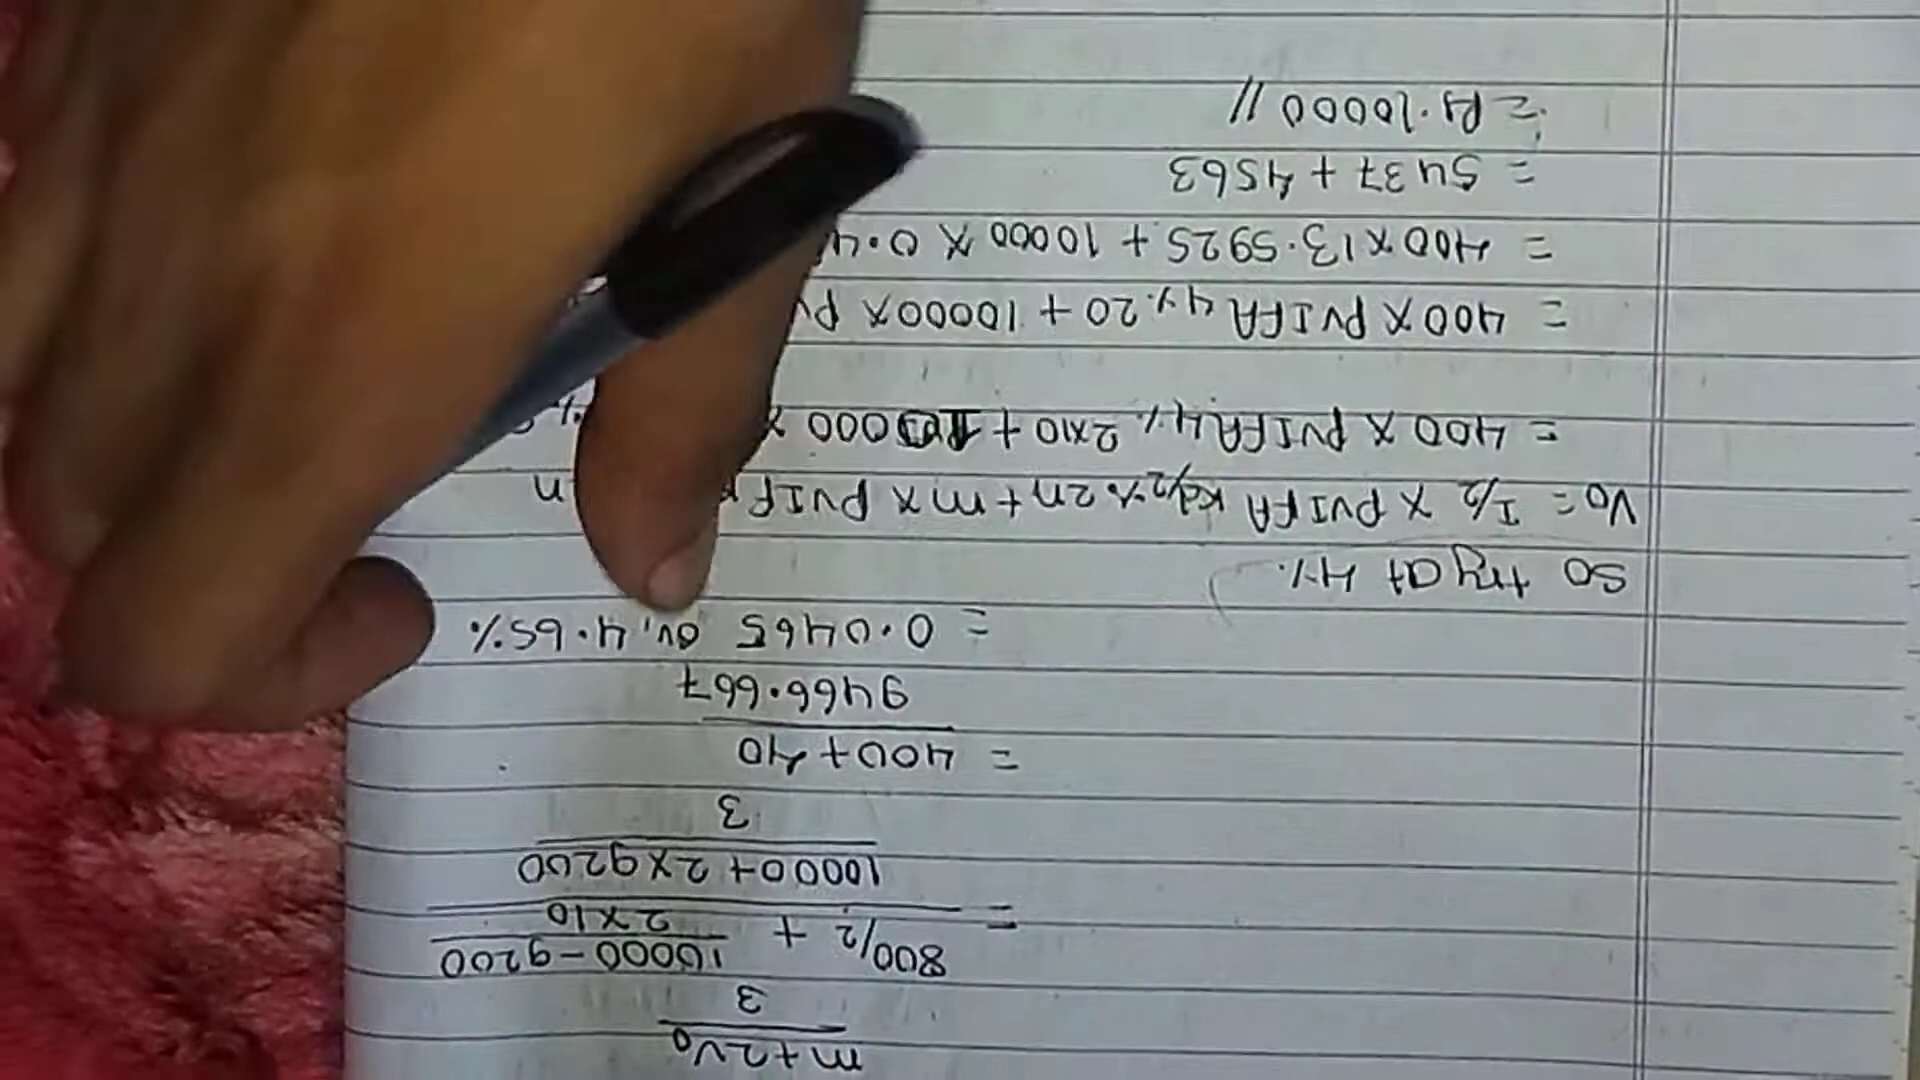 m+2V₀
3
= 800/2 + 10000-9200
2x10
10000+2x9200
3
= 400+40
9466.667
= 0.0465 or, 4.65%
So try at 4%.
V₀ = I/2 x PVIFA kd/2% 2n + m x PVIF n
= 400 x PVIFA 4% 2x10 + 10000 x
= 400 x PVIFA 4%.20 + 10000x PV
= 400x13.5925 + 10000 x 0.4
= 5437 + 4563
= Rs.10000 //